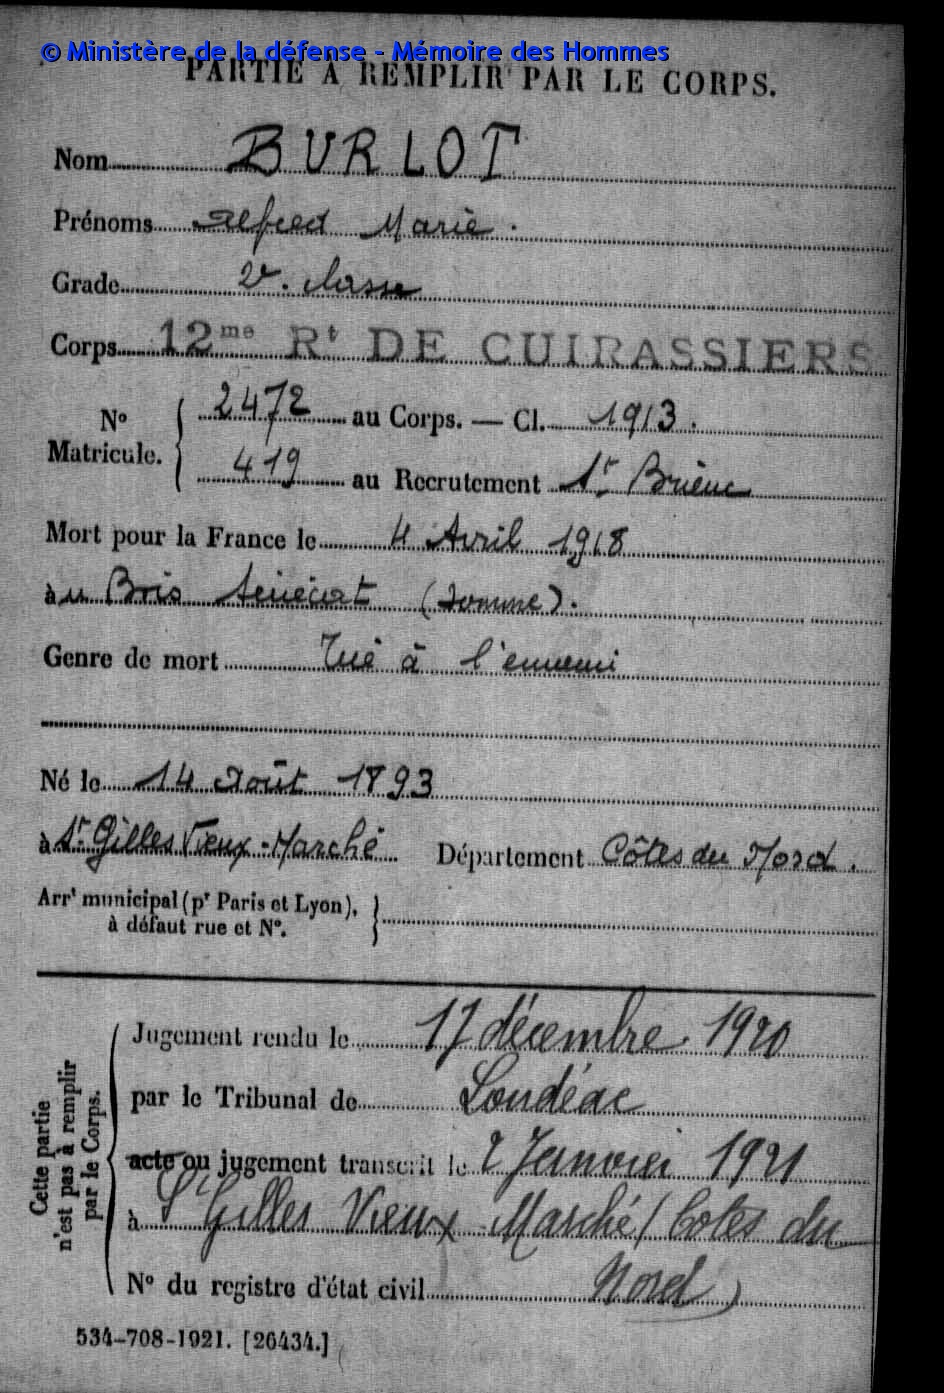 © Ministère de la défense - Mémoire des Hommes
PARTIE À REMPLIR PAR LE CORPS.
Nom BURLOT
Prénoms Alfred Marie.
Grade 2e. classe
Corps 12me Rt DE CUIRASSIERS
No Matricule. { 2472 au Corps. — Cl. 1913.
419 au Recrutement St. Brieuc
Mort pour la France le 4 Avril 1918
à u Bois Sénécat (Somme).
Genre de mort Tué à l'ennemi
Né le 14 Août 1893
à St. Gilles Vieux-Marché Département Côtes du Nord.
Arrt municipal (pr Paris et Lyon),
à défaut rue et No.
Cette partie
n'est pas à remplir
par le Corps.
Jugement rendu le 17 décembre 1920
par le Tribunal de Loudéac
acte ou jugement transcrit le 2 Janvier 1921
à St Gilles Vieux Marché (Cotes du
No du registre d'état civil Nord)
534-708-1921. [26434.]